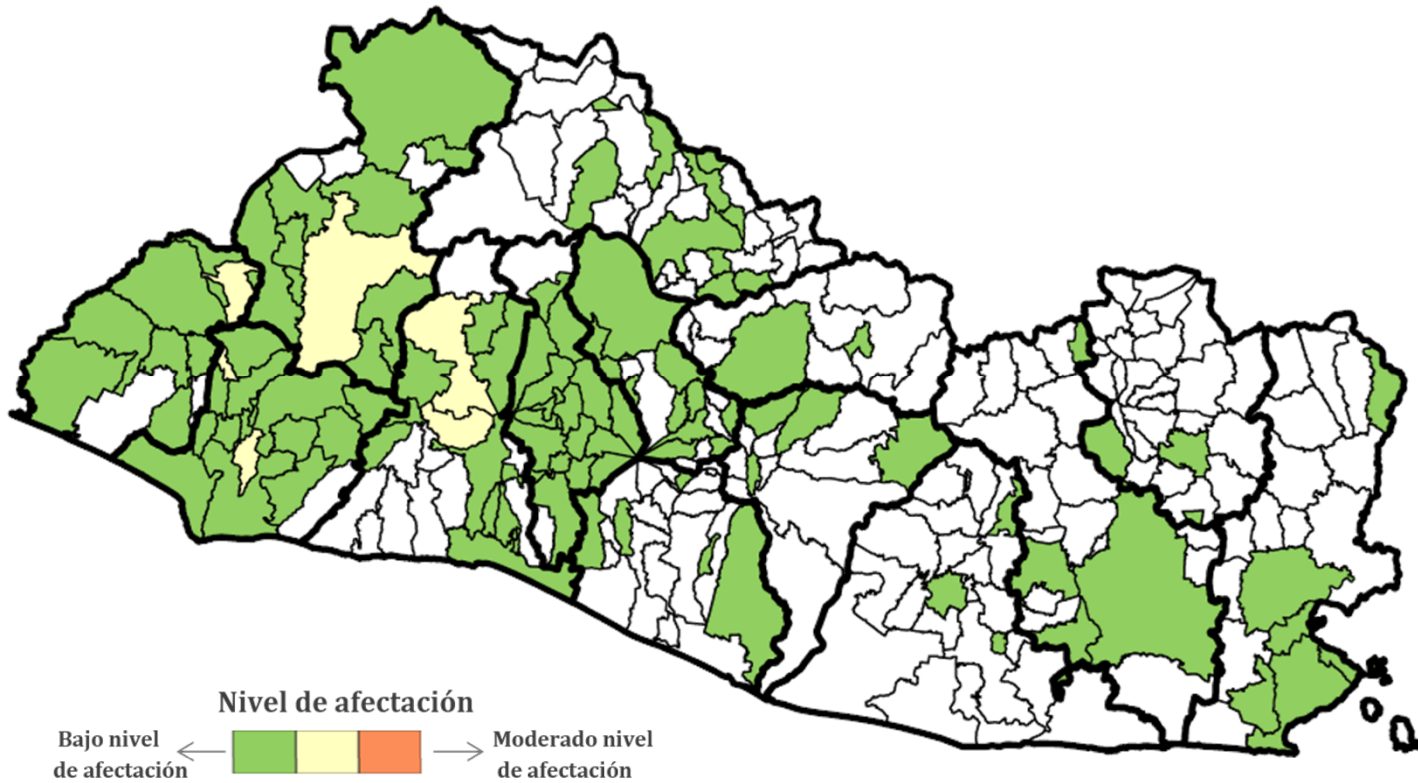 Nivel de afectación
Bajo nivel
de afectación
Moderado nivel
de afectación